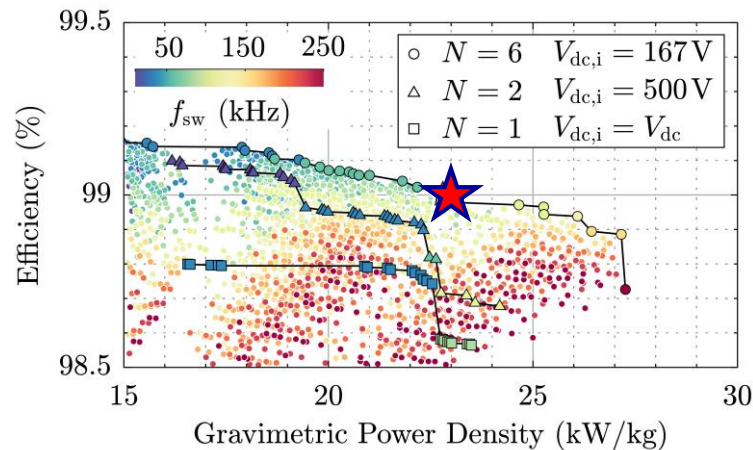 99.5
50 150 250
f_sw (kHz)
N = 6 V_dc,i = 167 V
N = 2 V_dc,i = 500 V
N = 1 V_dc,i = V_dc
99
98.5
Efficiency (%)
15 20 25 30
Gravimetric Power Density (kW/kg)